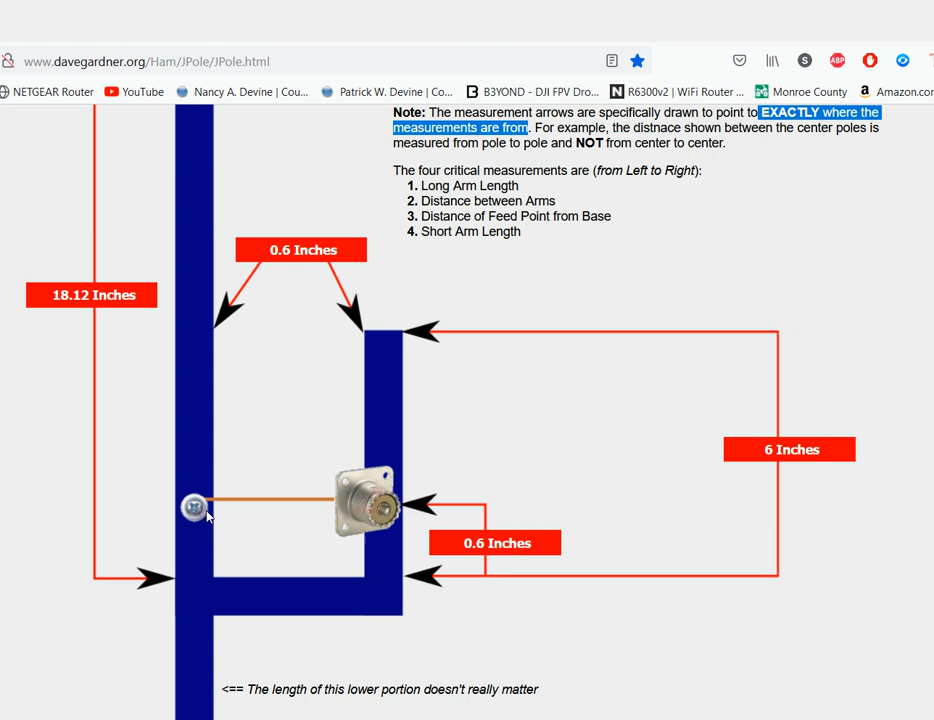 www.davegardner.org/Ham/JPole/JPole.html
S
ABP
NETGEAR Router
YouTube
Nancy A. Devine | Cou...
Patrick W. Devine | Co...
B B3YOND - DJI FPV Dro...
N R6300v2 | WiFi Router ...
Monroe County
a Amazon.co
Note: The measurement arrows are specifically drawn to point to EXACTLY where the
measurements are from. For example, the distnace shown between the center poles is
measured from pole to pole and NOT from center to center.
The four critical measurements are (from Left to Right):
1. Long Arm Length
2. Distance between Arms
3. Distance of Feed Point from Base
4. Short Arm Length
0.6 Inches
18.12 Inches
6 Inches
0.6 Inches
<== The length of this lower portion doesn't really matter